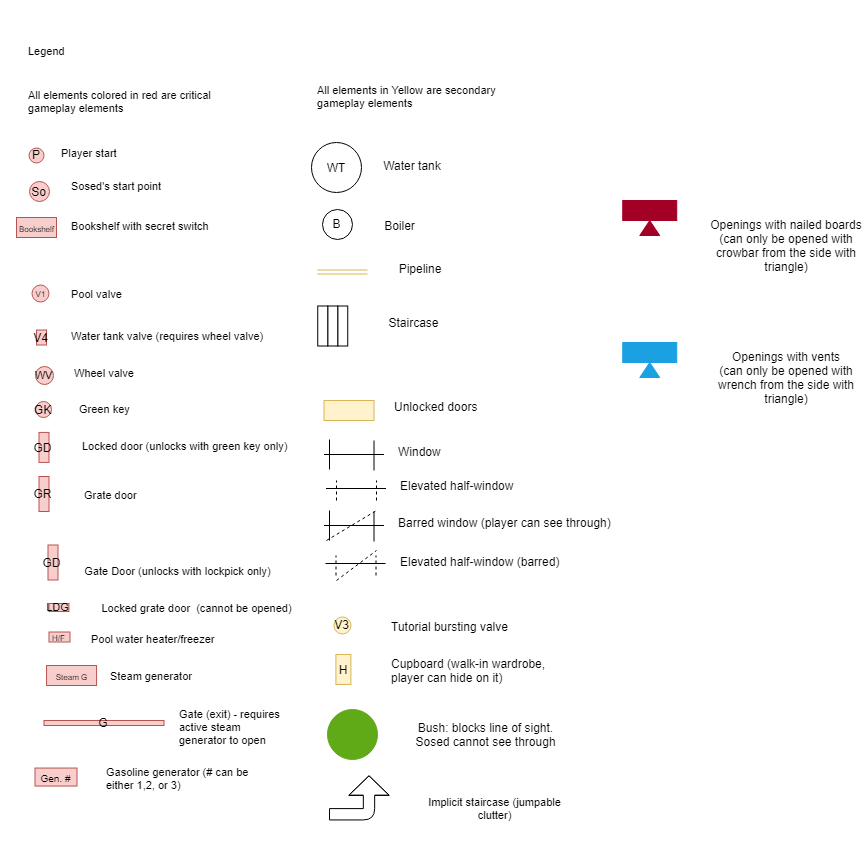 Legend
All elements colored in red are critical
gameplay elements
P
Player start
So
Sosed's start point
Bookshelf
Bookshelf with secret switch
V1
Pool valve
V4
Water tank valve (requires wheel valve)
WV
Wheel valve
GK
Green key
GD
Locked door (unlocks with green key only)
GR
Grate door
GD
Gate Door (unlocks with lockpick only)
LDG
Locked grate door  (cannot be opened)
H/F
Pool water heater/freezer
Steam G
Steam generator
G
Gate (exit) - requires
active steam
generator to open
Gen. #
Gasoline generator (# can be
either 1,2, or 3)
All elements in Yellow are secondary
gameplay elements
WT
Water tank
B
Boiler
Pipeline
Staircase
Unlocked doors
Window
Elevated half-window
Barred window (player can see through)
Elevated half-window (barred)
V3
Tutorial bursting valve
H
Cupboard (walk-in wardrobe,
player can hide on it)
Bush: blocks line of sight.
Sosed cannot see through
Implicit staircase (jumpable
clutter)
Openings with nailed boards
(can only be opened with
crowbar from the side with
triangle)
Openings with vents
(can only be opened with
wrench from the side with
triangle)